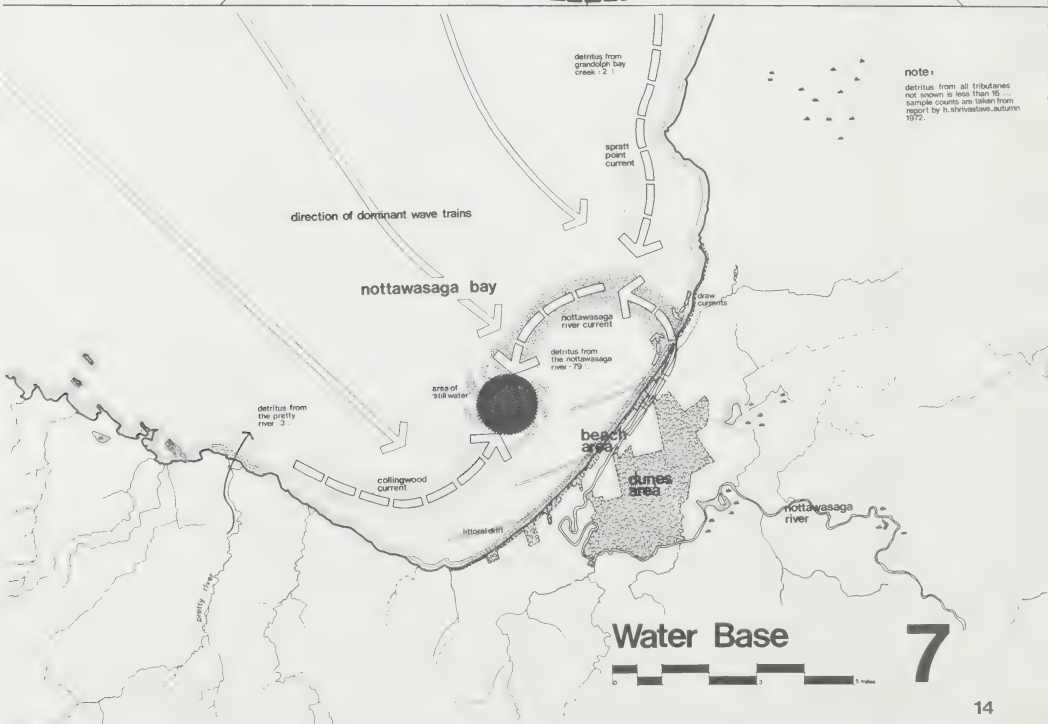 detritus from
grandolph bay
creek : 2
note:
detritus from all tributaries
not snown is less than 16 ...
sample counts are taken from
report by h.shrivastava.autumn
1972.
spratt
point
current
direction of dominant wave trains
nottawasaga bay
draw
currents
nottawasaga
river current
detritus from
the nottawasaga
river - 79
area of
'still water'
detritus from
the pretty
river 3
beach
area
collingwood
current
dunes
area
nottawasaga
river
littoral drift
pretty river
Water Base
7
0
3
5 miles
14